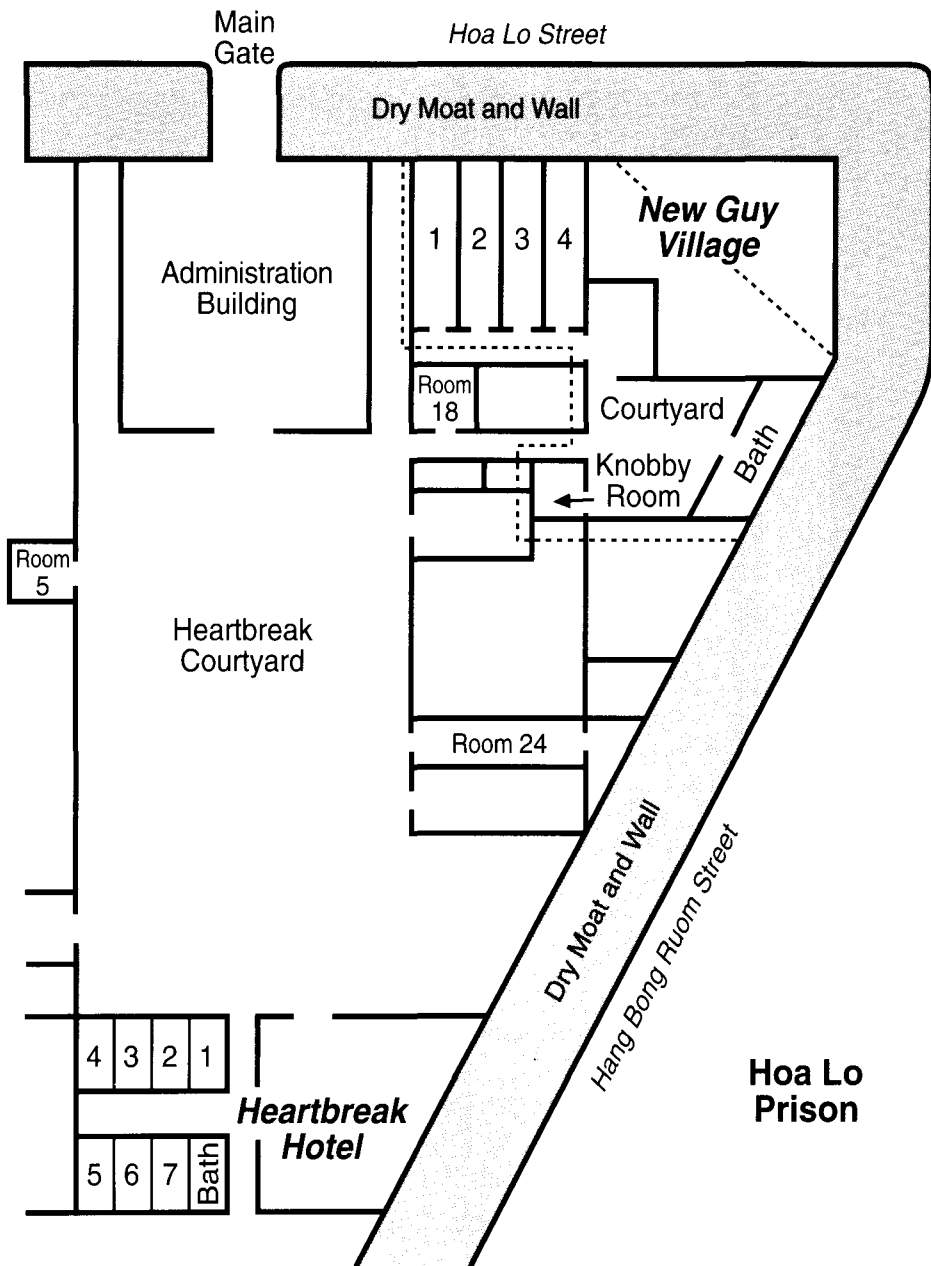 Main
Gate
Hoa Lo Street
Dry Moat and Wall
1 2 3 4
New Guy
Village
Administration
Building
Room
18
Courtyard
Bath
Knobby
Room
Room
5
Heartbreak
Courtyard
Room 24
Dry Moat and Wall
Hang Bong Ruom Street
4 3 2 1
Heartbreak
Hotel
5 6 7 Bath
Hoa Lo
Prison